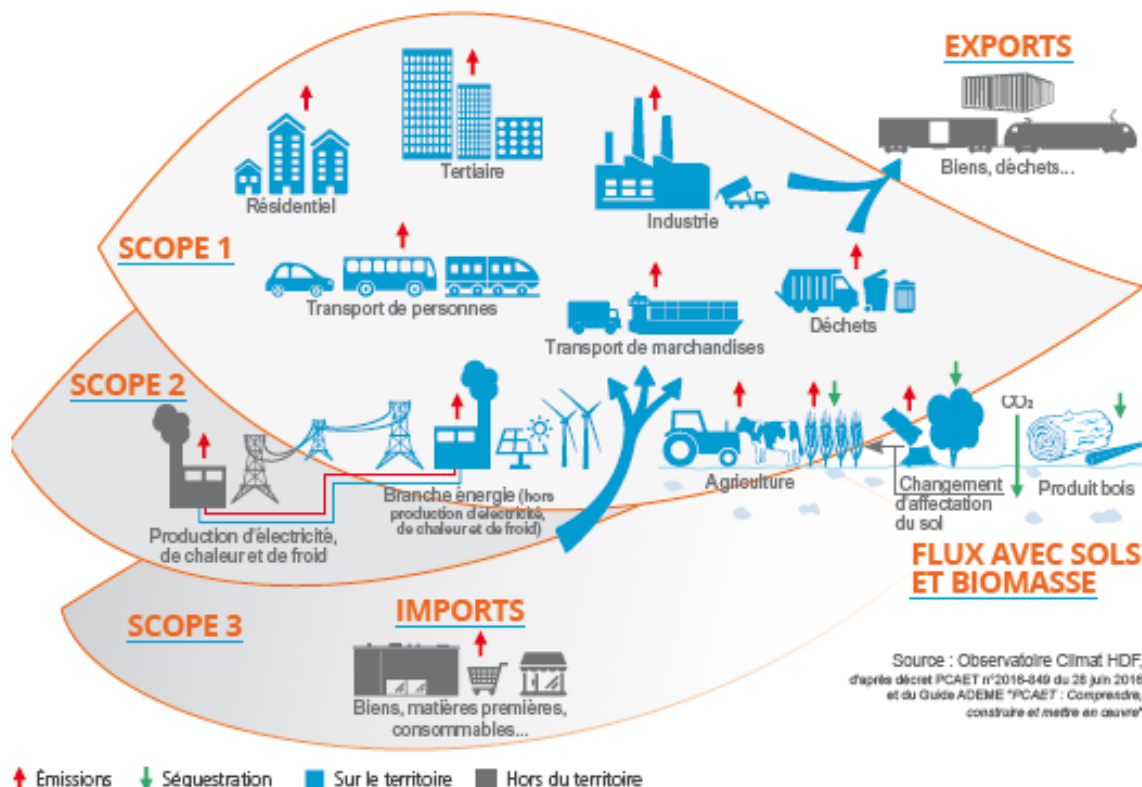 EXPORTS
Biens, déchets...
Tertiaire
Résidentiel
Industrie
SCOPE 1
Transport de personnes
Déchets
Transport de marchandises
SCOPE 2
CO₂
Agriculture
Changement
d'affectation
du sol
Produit bois
Branche énergie (hors
production d'électricité,
de chaleur et de froid)
Production d'électricité,
de chaleur et de froid
FLUX AVEC SOLS
ET BIOMASSE
SCOPE 3
IMPORTS
Biens, matières premières,
consommables...
Source : Observatoire Climat HDF,
d'après décret PCAET n°2016-849 du 28 juin 2016
et du Guide ADEME "PCAET : Comprendre,
construire et mettre en œuvre"
Émissions
Séquestration
Sur le territoire
Hors du territoire